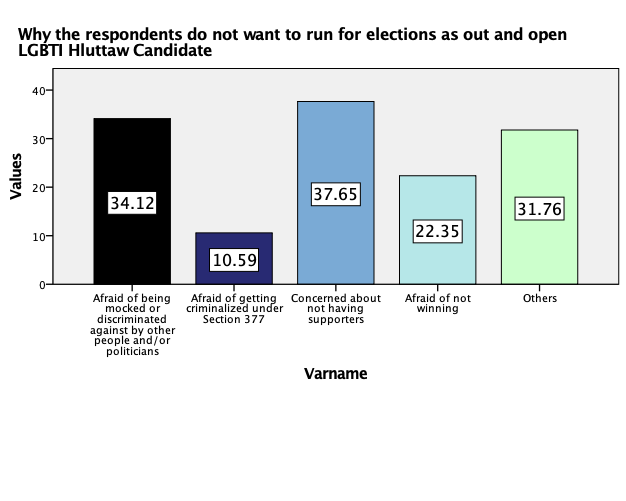 Why the respondents do not want to run for elections as out and open
LGBTI Hluttaw Candidate
Values
40
30
20
10
0
34.12
10.59
37.65
22.35
31.76
Afraid of being
mocked or
discriminated
against by other
people and/or
politicians
Afraid of getting
criminalized under
Section 377
Concerned about
not having
supporters
Afraid of not
winning
Others
Varname